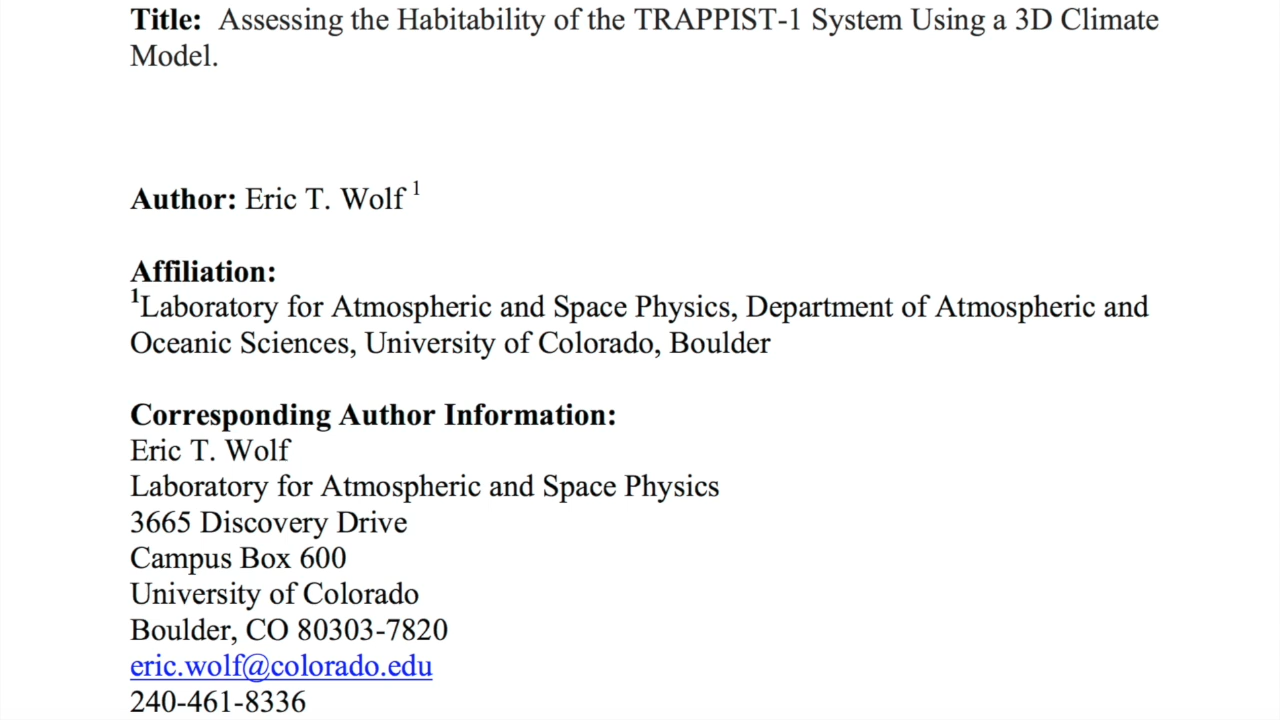 Title: Assessing the Habitability of the TRAPPIST-1 System Using a 3D Climate
Model.
Author: Eric T. Wolf 1
Affiliation:
1Laboratory for Atmospheric and Space Physics, Department of Atmospheric and
Oceanic Sciences, University of Colorado, Boulder
Corresponding Author Information:
Eric T. Wolf
Laboratory for Atmospheric and Space Physics
3665 Discovery Drive
Campus Box 600
University of Colorado
Boulder, CO 80303-7820
eric.wolf@colorado.edu
240-461-8336